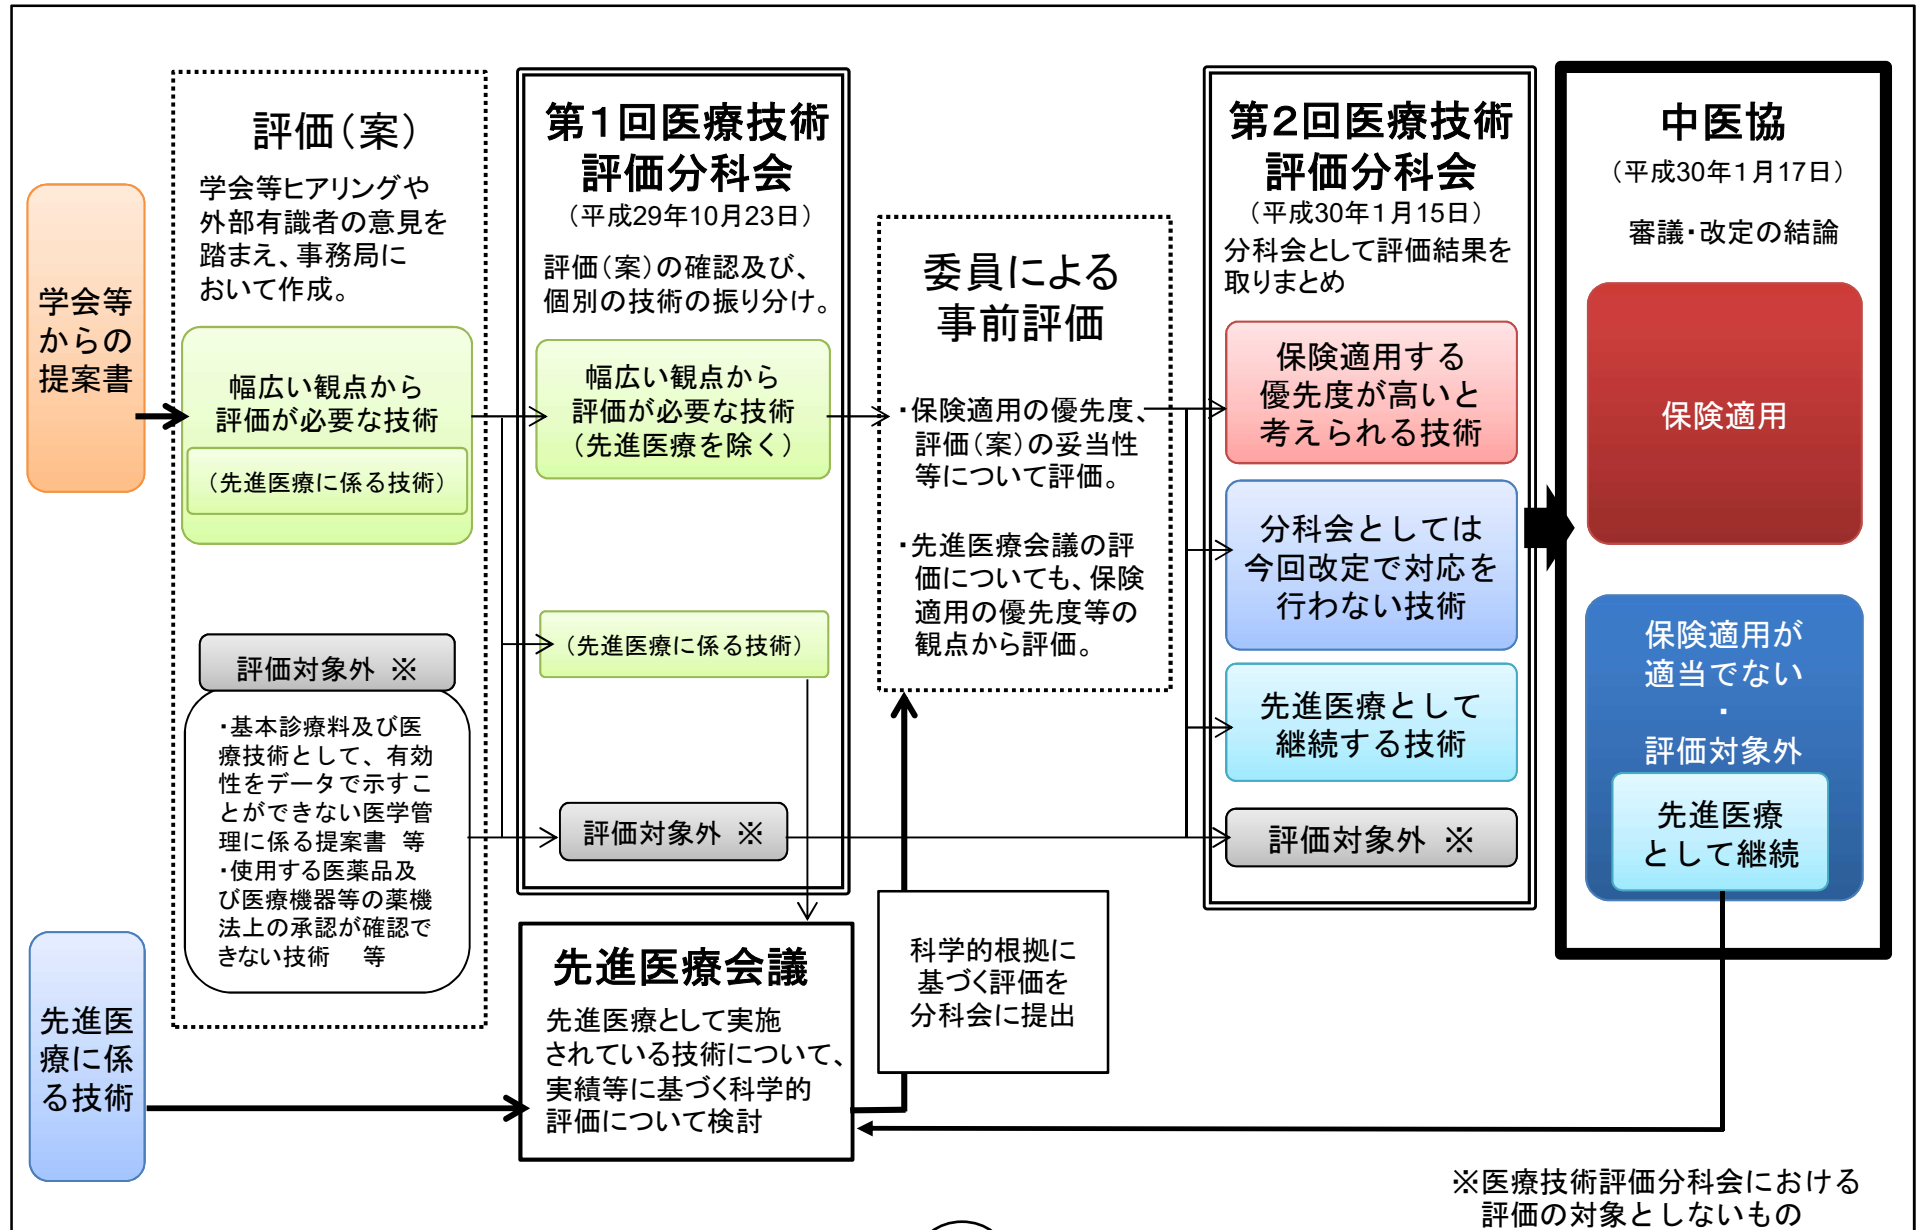 学会等
からの
提案書
先進医
療に係
る技術
評価（案）
学会等ヒアリングや
外部有識者の意見を
踏まえ、事務局に
おいて作成。
幅広い観点から
評価が必要な技術
（先進医療に係る技術）
評価対象外 ※
・基本診療料及び医
療技術として、有効
性をデータで示すこ
とができない医学管
理に係る提案書 等
・使用する医薬品及
び医療機器等の薬機
法上の承認が確認で
きない技術 等
第１回医療技術
評価分科会
（平成29年10月23日）
評価（案）の確認及び、
個別の技術の振り分け。
幅広い観点から
評価が必要な技術
（先進医療を除く）
（先進医療に係る技術）
評価対象外 ※
先進医療会議
先進医療として実施
されている技術について、
実績等に基づく科学的
評価について検討
委員による
事前評価
・保険適用の優先度、
評価（案）の妥当性
等について評価。
・先進医療会議の評
価についても、保険
適用の優先度等の
観点から評価。
科学的根拠に
基づく評価を
分科会に提出
第２回医療技術
評価分科会
（平成30年１月15日）
分科会として評価結果を
取りまとめ
保険適用する
優先度が高いと
考えられる技術
分科会としては
今回改定で対応を
行わない技術
先進医療として
継続する技術
評価対象外 ※
中医協
（平成30年１月17日）
審議・改定の結論
保険適用
保険適用が
適当でない
・
評価対象外
先進医療
として継続
※医療技術評価分科会における
評価の対象としないもの